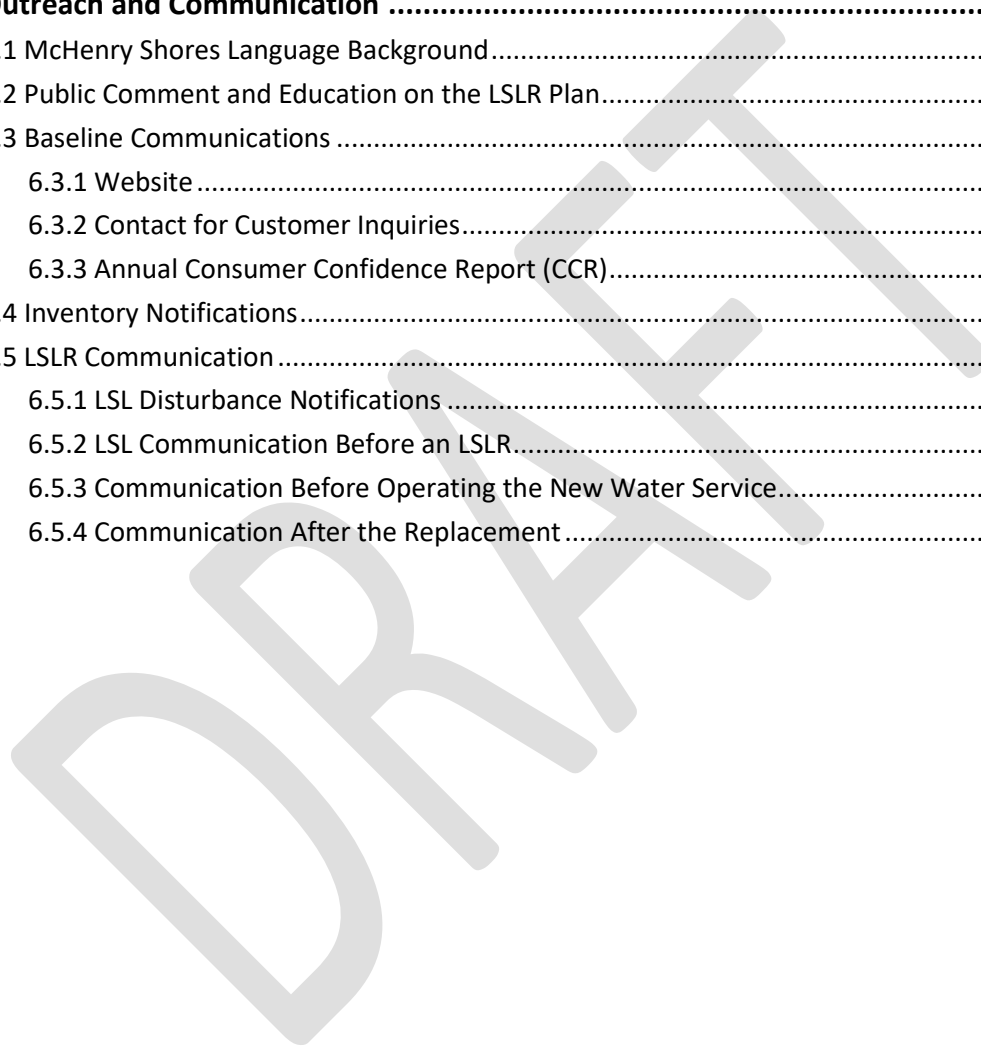 utreach and Communication ....................................................................................
.1 McHenry Shores Language Background....................................................................
.2 Public Comment and Education on the LSLR Plan....................................................
.3 Baseline Communications ..........................................................................................
6.3.1 Website..................................................................................................................
6.3.2 Contact for Customer Inquiries.........................................................................
6.3.3 Annual Consumer Confidence Report (CCR)....................................................
.4 Inventory Notifications................................................................................................
.5 LSLR Communication...................................................................................................
6.5.1 LSL Disturbance Notifications............................................................................
6.5.2 LSL Communication Before an LSLR..................................................................
6.5.3 Communication Before Operating the New Water Service............................
6.5.4 Communication After the Replacement...........................................................
DRAFT